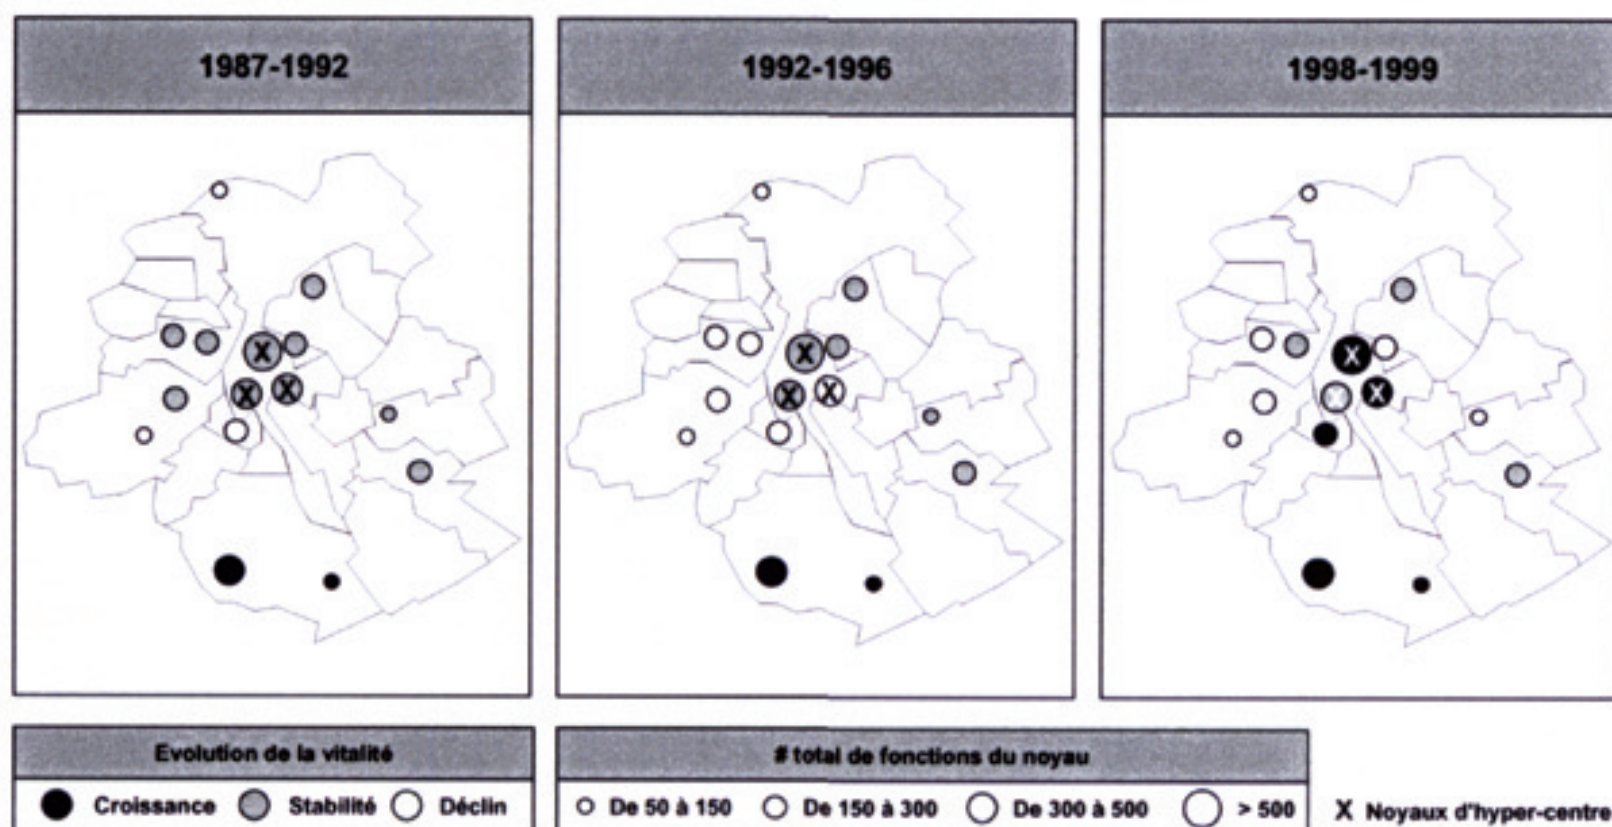 1987-1992
1992-1996
1998-1999
X
X
X
X
X
X
X
X
X
Evolution de la vitalité
Croissance
Stabilité
Déclin
# total de fonctions du noyau
De 50 à 150
De 150 à 300
De 300 à 500
> 500
X Noyaux d'hyper-centre